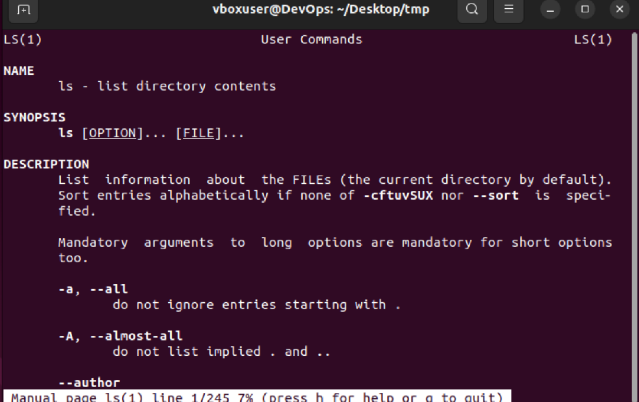 vboxuser@DevOps: ~/Desktop/tmp
LS(1) User Commands LS(1)
NAME
ls - list directory contents
SYNOPSIS
ls [OPTION]... [FILE]...
DESCRIPTION
List information about the FILEs (the current directory by default).
Sort entries alphabetically if none of -cftuvSUX nor --sort is speci-
fied.
Mandatory arguments to long options are mandatory for short options
too.
-a, --all
do not ignore entries starting with .
-A, --almost-all
do not list implied . and ..
--author
Manual page ls(1) line 1/245 7% (press h for help or q to quit)